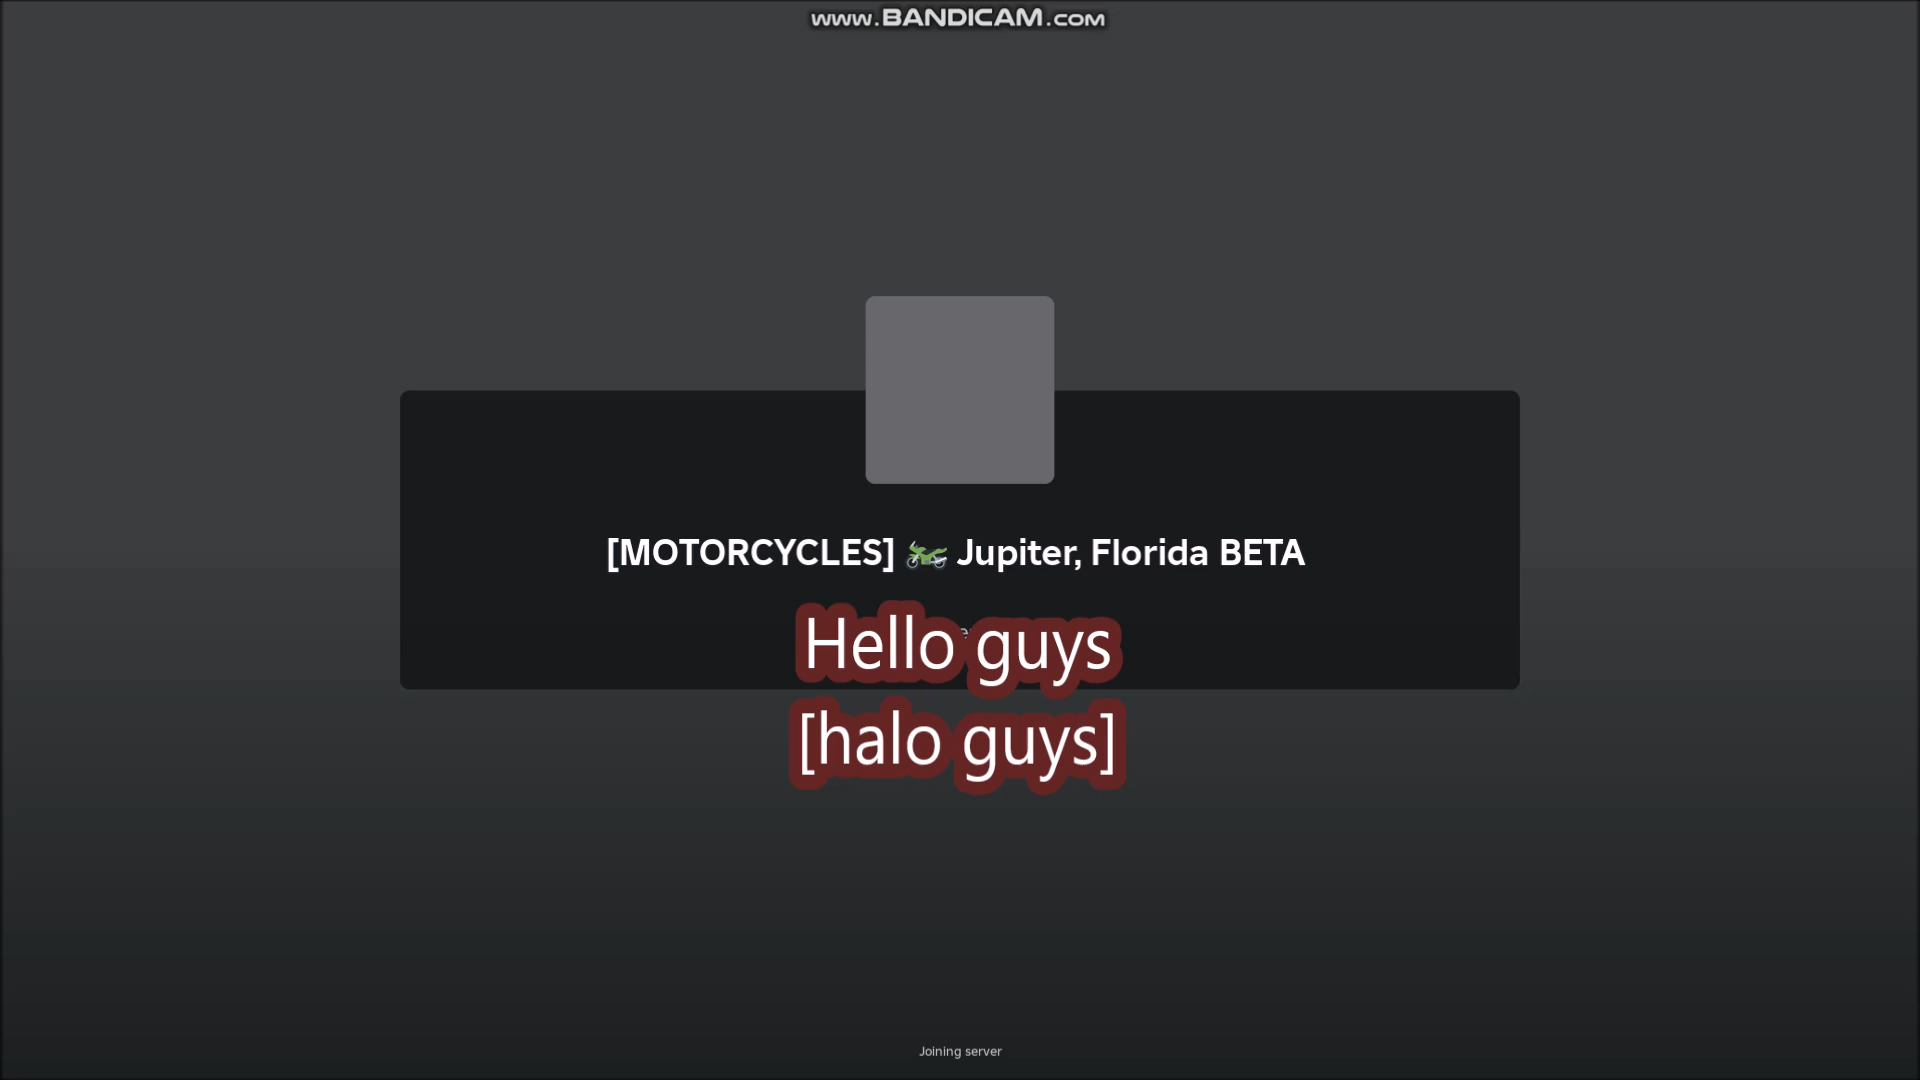 www.BANDICAM.COM
[MOTORCYCLES] 🏍 Jupiter, Florida BETA
Hello guys
[halo guys]
Joining server